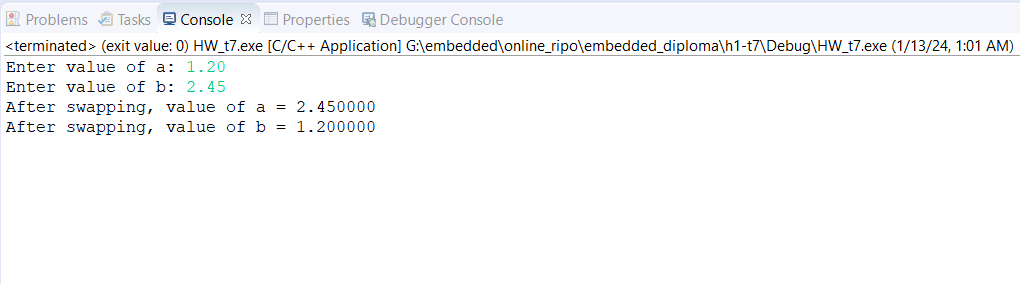 Problems Tasks Console Properties Debugger Console
<terminated> (exit value: 0) HW_t7.exe [C/C++ Application] G:\embedded\online_ripo\embedded_diploma\h1-t7\Debug\HW_t7.exe (1/13/24, 1:01 AM)
Enter value of a: 1.20
Enter value of b: 2.45
After swapping, value of a = 2.450000
After swapping, value of b = 1.200000